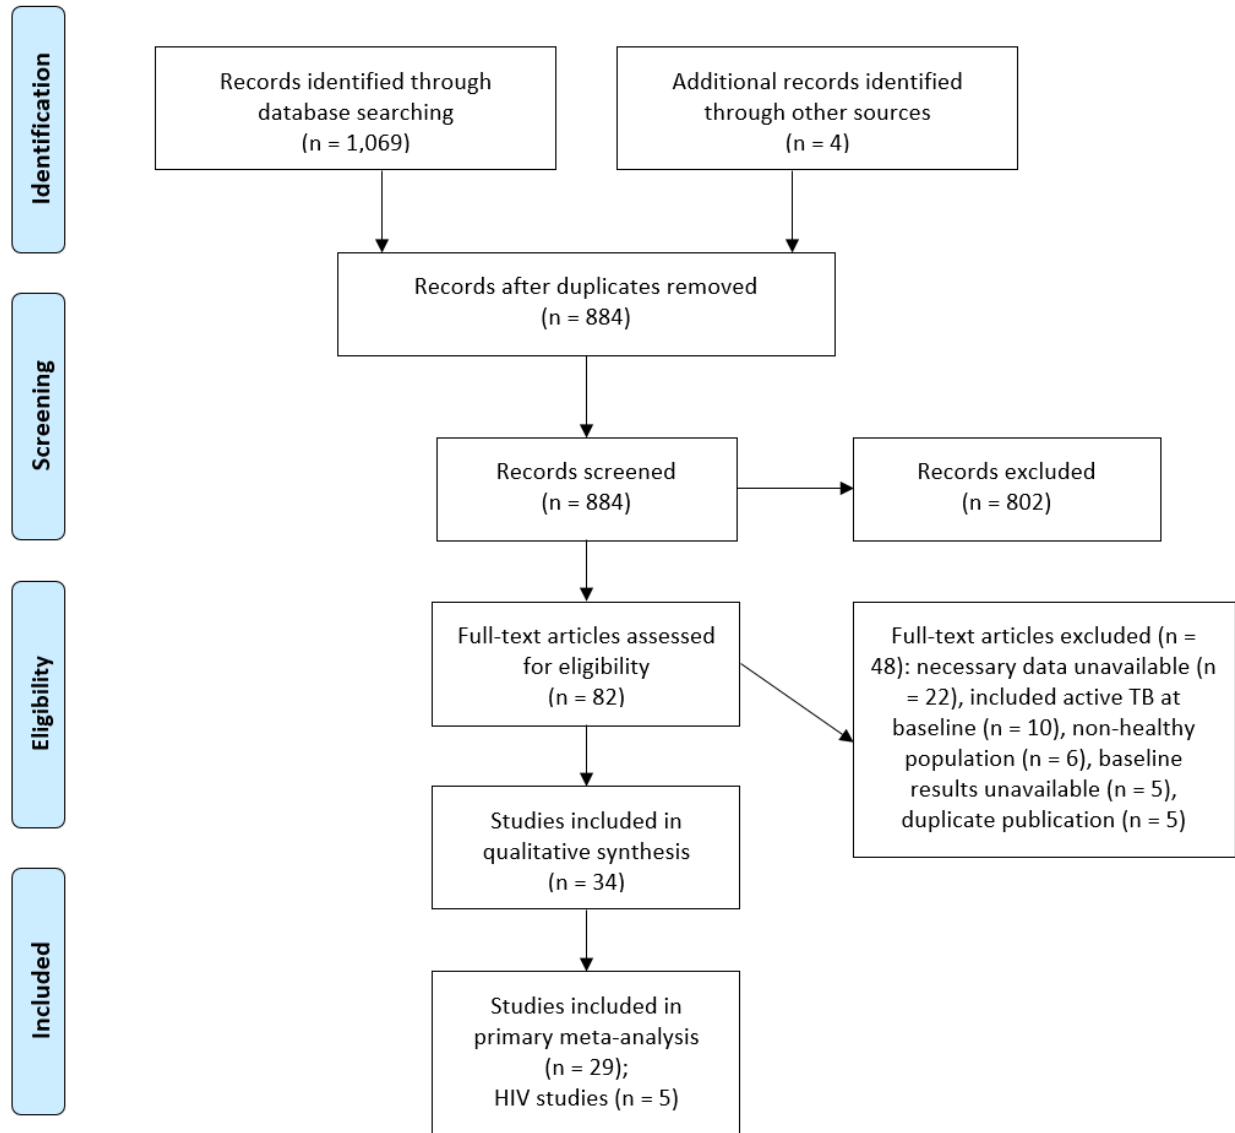 Identification
Records identified through
database searching
(n = 1,069)
Additional records identified
through other sources
(n = 4)
Records after duplicates removed
(n = 884)
Screening
Records screened
(n = 884)
Records excluded
(n = 802)
Eligibility
Full-text articles assessed
for eligibility
(n = 82)
Full-text articles excluded (n =
48): necessary data unavailable (n
= 22), included active TB at
baseline (n = 10), non-healthy
population (n = 6), baseline
results unavailable (n = 5),
duplicate publication (n = 5)
Studies included in
qualitative synthesis
(n = 34)
Included
Studies included in
primary meta-analysis
(n = 29);
HIV studies (n = 5)